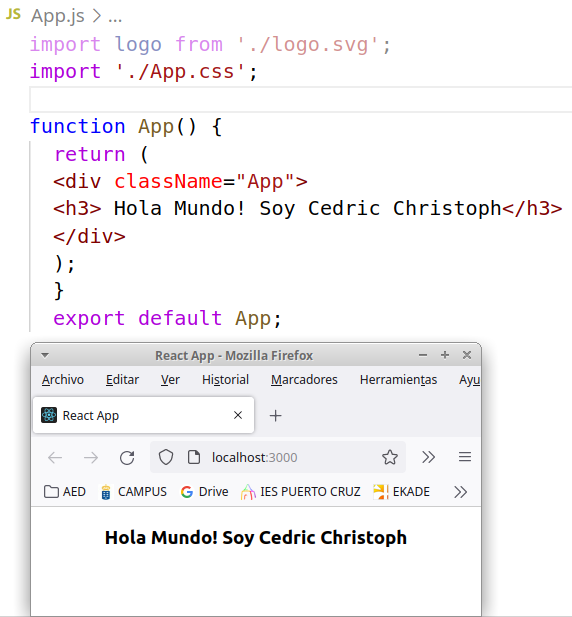 JS App.js > ...
import logo from './logo.svg';
import './App.css';
function App() {
return (
<div className="App">
<h3> Hola Mundo! Soy Cedric Christoph</h3>
</div>
);
}
export default App;
React App - Mozilla Firefox
Archivo Editar Ver Historial Marcadores Herramientas Ayu
React App
localhost:3000
AED CAMPUS Drive IES PUERTO CRUZ EKADE
Hola Mundo! Soy Cedric Christoph